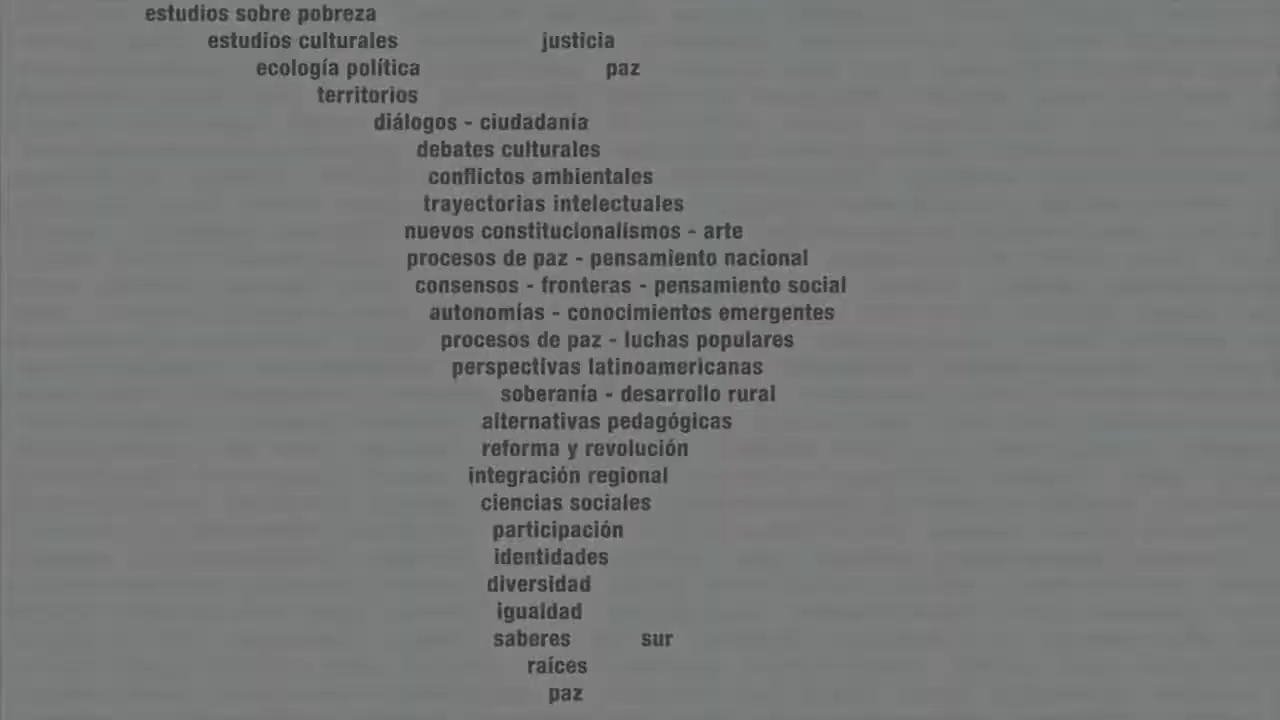 estudios sobre pobreza
estudios culturales justicia
ecología política paz
territorios
diálogos - ciudadanía
debates culturales
conflictos ambientales
trayectorias intelectuales
nuevos constitucionalismos - arte
procesos de paz - pensamiento nacional
consensos - fronteras - pensamiento social
autonomías - conocimientos emergentes
procesos de paz - luchas populares
perspectivas latinoamericanas
soberanía - desarrollo rural
alternativas pedagógicas
reforma y revolución
integración regional
ciencias sociales
participación
identidades
diversidad
igualdad
saberes sur
raíces
paz